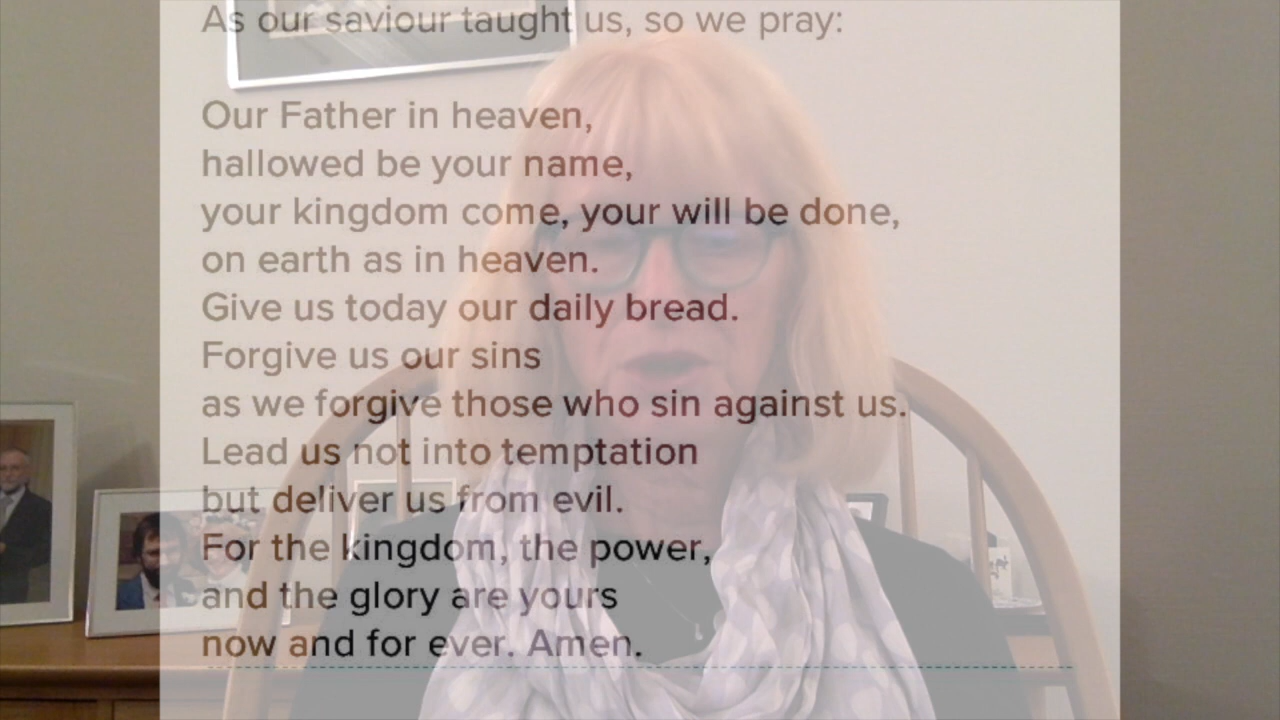 As our saviour taught us, so we pray:
Our Father in heaven,
hallowed be your name,
your kingdom come, your will be done,
on earth as in heaven.
Give us today our daily bread.
Forgive us our sins
as we forgive those who sin against us.
Lead us not into temptation
but deliver us from evil.
For the kingdom, the power,
and the glory are yours
now and for ever. Amen.